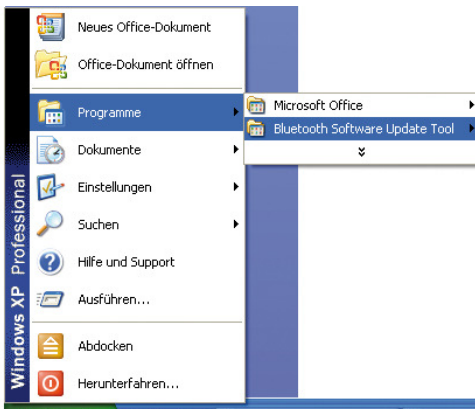 Neues Office-Dokument
Office-Dokument öffnen
Programme
Dokumente
Einstellungen
Suchen
Hilfe und Support
Ausführen...
Abdocken
Herunterfahren...
Microsoft Office
Bluetooth Software Update Tool
Windows XP Professional